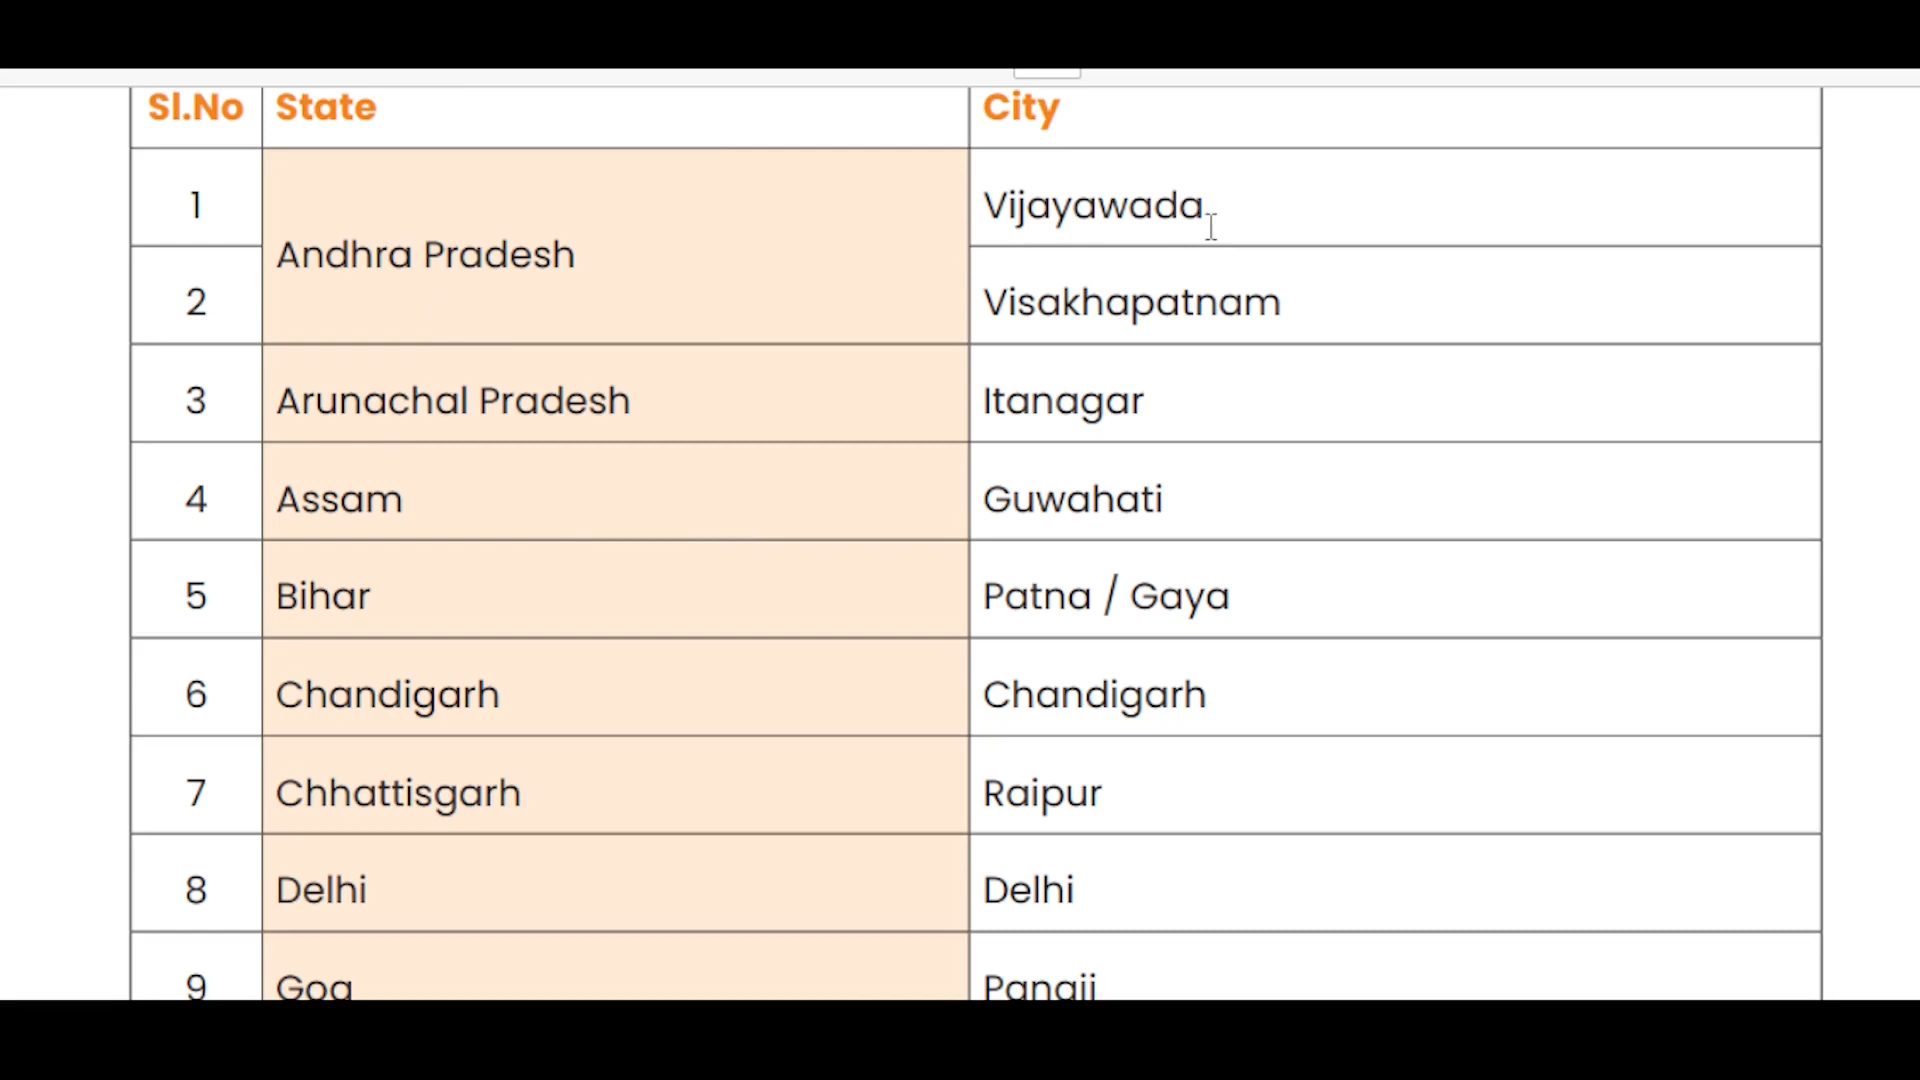 Sl.No State City
1 Andhra Pradesh Vijayawada
2 Visakhapatnam
3 Arunachal Pradesh Itanagar
4 Assam Guwahati
5 Bihar Patna / Gaya
6 Chandigarh Chandigarh
7 Chhattisgarh Raipur
8 Delhi Delhi
9 Goa Panaji